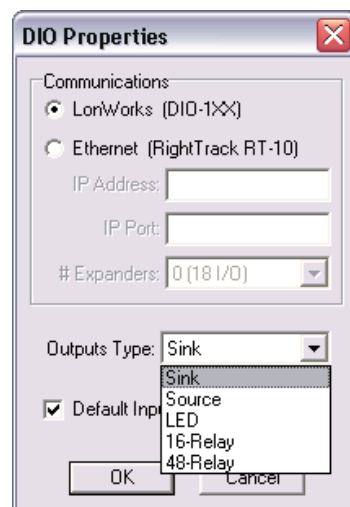 DIO Properties
Communications
LonWorks (DIO-1XX)
Ethernet (RightTrack RT-10)
IP Address:
IP Port:
# Expanders: 0 (18 I/O)
Outputs Type: Sink
Sink
Source
LED
16-Relay
48-Relay
Default
OK
Cancel